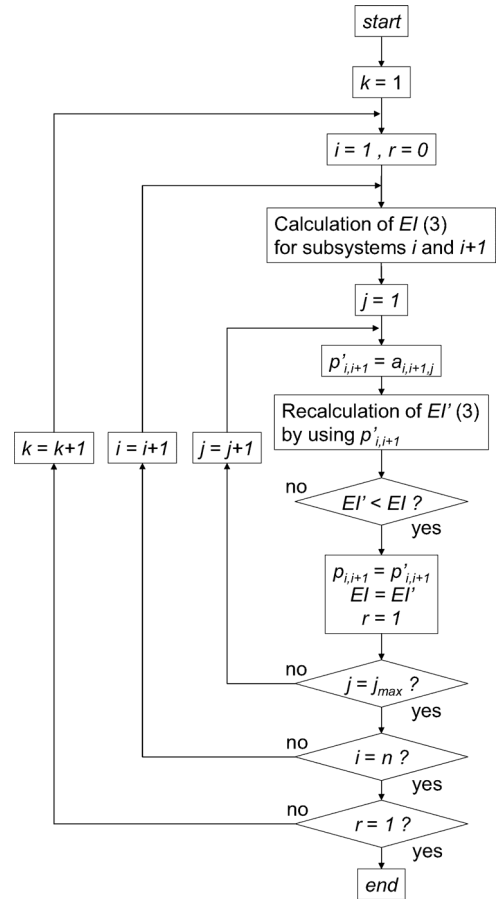 start
k = 1
i = 1 , r = 0
Calculation of EI (3)
for subsystems i and i+1
j = 1
p'i,i+1 = ai,i+1,j
Recalculation of EI' (3)
by using p'i,i+1
k = k+1
i = i+1
j = j+1
no
EI' < EI ?
yes
pi,i+1 = p'i,i+1
EI = EI'
r = 1
no
j = jmax ?
yes
no
i = n ?
yes
no
r = 1 ?
yes
end